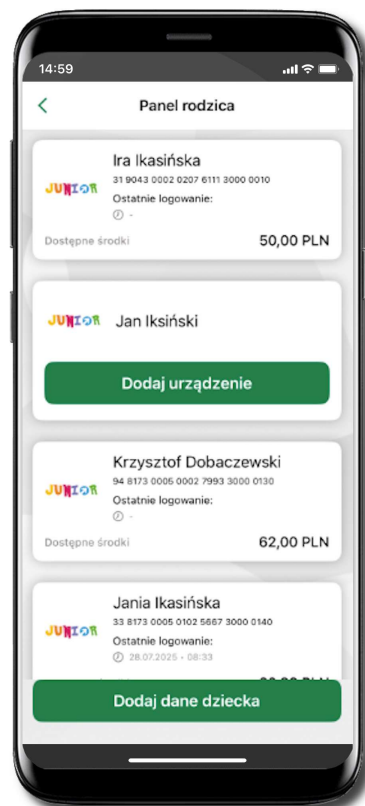 14:59
Panel rodzica
Ira Ikasińska
JUNIOR
31 9043 0002 0207 6111 3000 0010
Ostatnie logowanie:
-
Dostępne środki
50,00 PLN
JUNIOR
Jan Iksiński
Dodaj urządzenie
Krzysztof Dobaczewski
JUNIOR
94 8173 0005 0002 7993 3000 0130
Ostatnie logowanie:
-
Dostępne środki
62,00 PLN
Jania Ikasińska
JUNIOR
33 8173 0005 0102 5667 3000 0140
Ostatnie logowanie:
28.07.2025 - 08:33
Dodaj dane dziecka